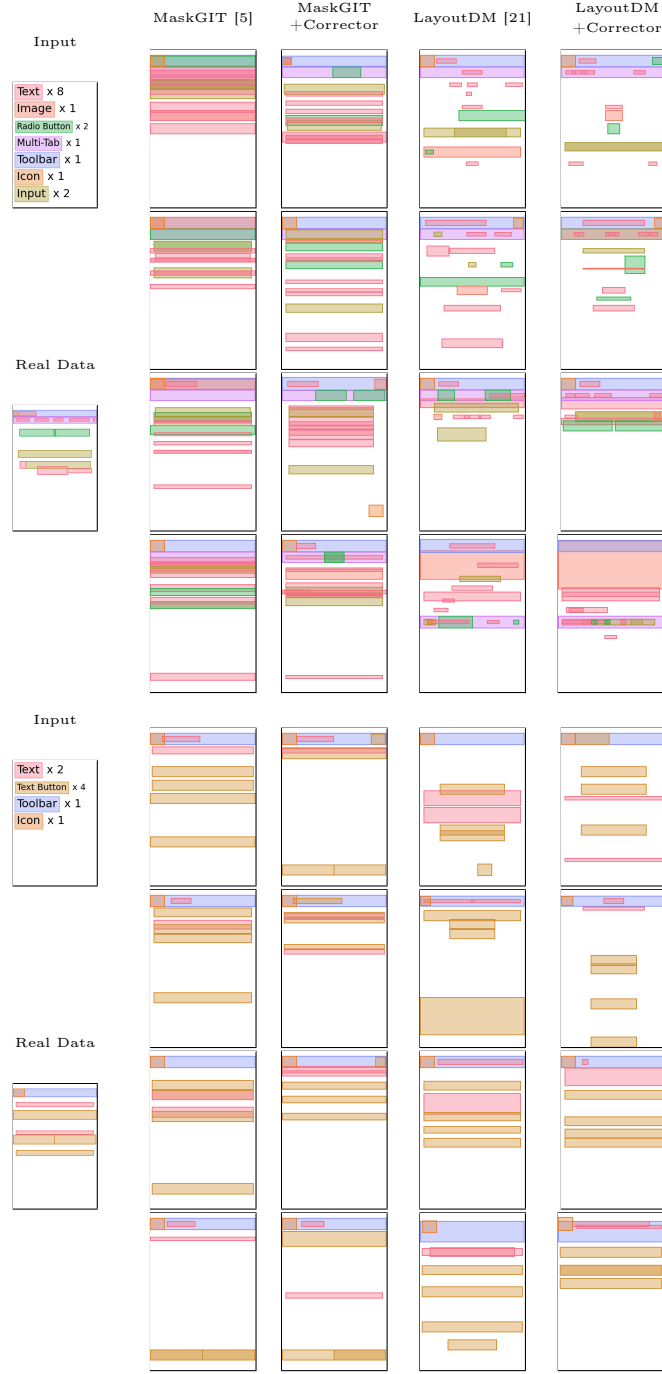 MaskGIT [5]
MaskGIT
+Corrector
LayoutDM [21]
LayoutDM
+Corrector
Input
Text x 8
Image x 1
Radio Button x 2
Multi-Tab x 1
Toolbar x 1
Icon x 1
Input x 2
Real Data
Input
Text x 2
Text Button x 4
Toolbar x 1
Icon x 1
Real Data